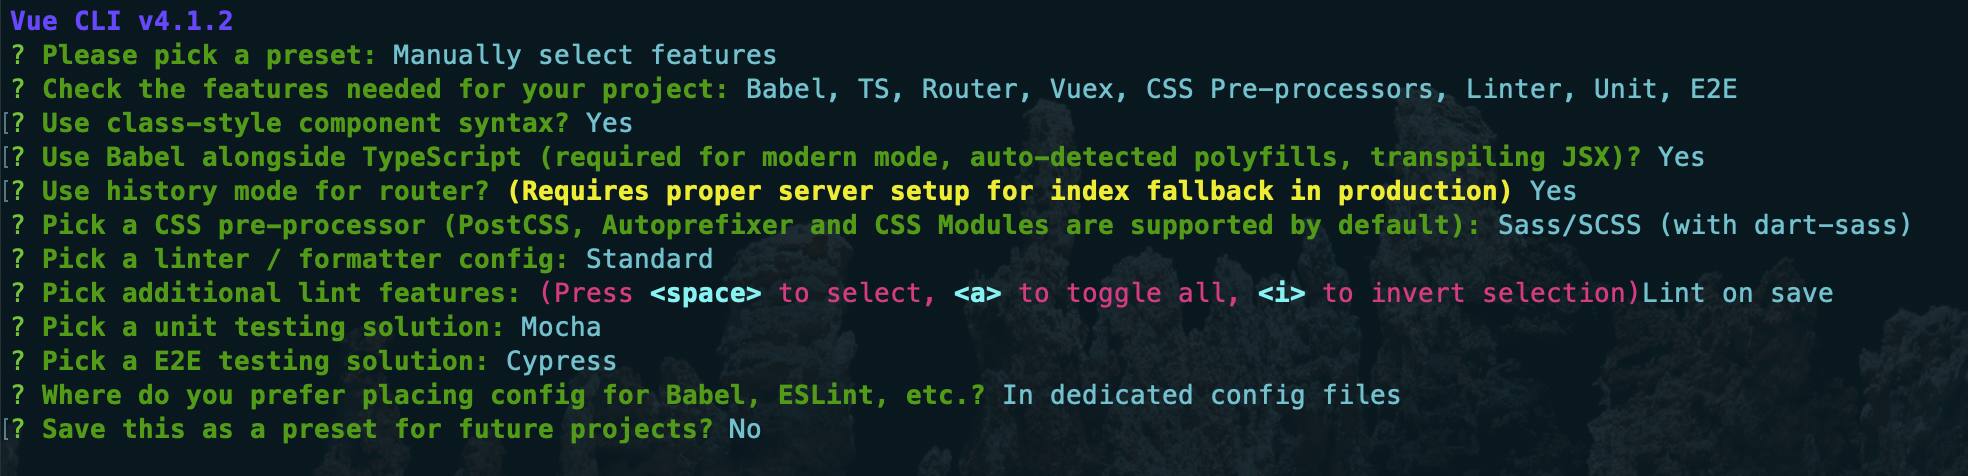 Vue CLI v4.1.2
? Please pick a preset: Manually select features
? Check the features needed for your project: Babel, TS, Router, Vuex, CSS Pre-processors, Linter, Unit, E2E
[? Use class-style component syntax? Yes
[? Use Babel alongside TypeScript (required for modern mode, auto-detected polyfills, transpiling JSX)? Yes
[? Use history mode for router? (Requires proper server setup for index fallback in production) Yes
? Pick a CSS pre-processor (PostCSS, Autoprefixer and CSS Modules are supported by default): Sass/SCSS (with dart-sass)
? Pick a linter / formatter config: Standard
? Pick additional lint features: (Press <space> to select, <a> to toggle all, <i> to invert selection)Lint on save
? Pick a unit testing solution: Mocha
? Pick a E2E testing solution: Cypress
? Where do you prefer placing config for Babel, ESLint, etc.? In dedicated config files
[? Save this as a preset for future projects? No